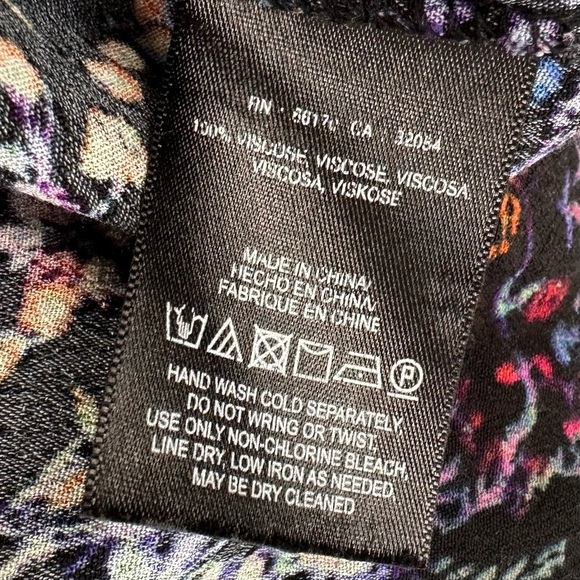 RN · 66170 CA 32054
100% VISCOSE, VISCOSE, VISCOSA,
VISCOSA, VISKOSE
MADE IN CHINA/
HECHO EN CHINA/
FABRIQUE EN CHINE
P
HAND WASH COLD SEPARATELY.
DO NOT WRING OR TWIST.
USE ONLY NON-CHLORINE BLEACH,
LINE DRY, LOW IRON AS NEEDED,
MAY BE DRY CLEANED